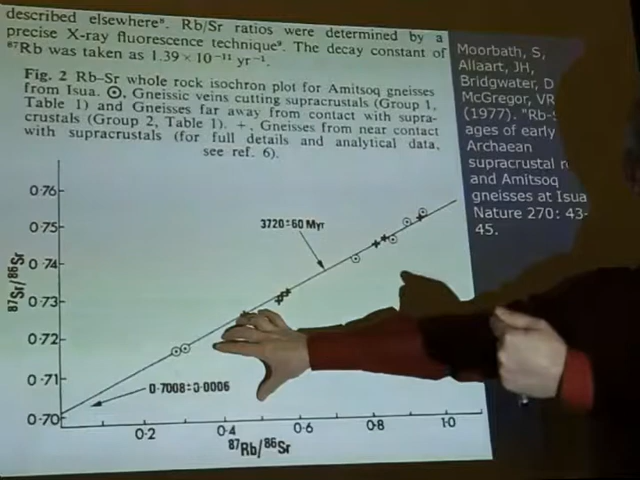 described elsewhere⁸. Rb/Sr ratios were determined by a
precise X-ray fluorescence technique⁹. The decay constant of
⁸⁷Rb was taken as 1.39 × 10⁻¹¹ yr⁻¹.
Fig. 2 Rb–Sr whole rock isochron plot for Amitsoq gneisses
from Isua. ⊙, Gneissic veins cutting supracrustals (Group 1,
Table 1) and Gneisses far away from contact with supra-
crustals (Group 2, Table 1). +, Gneisses from near contact
with supracrustals (for full details and analytical data,
see ref. 6).
Moorbath, S,
Allaart, JH,
Bridgwater, D
McGregor, VR
(1977). "Rb-
ages of early
Archaean
supracrustal
and Amitsoq
gneisses at Isua
Nature 270: 43-
45.
0·76
0·75
0·74
0·73
0·72
0·71
0·70
⁸⁷Sr/⁸⁶Sr
3720±60 Myr
0·7008±0·0006
0·2
0·4
0·6
0·8
1·0
⁸⁷Rb/⁸⁶Sr